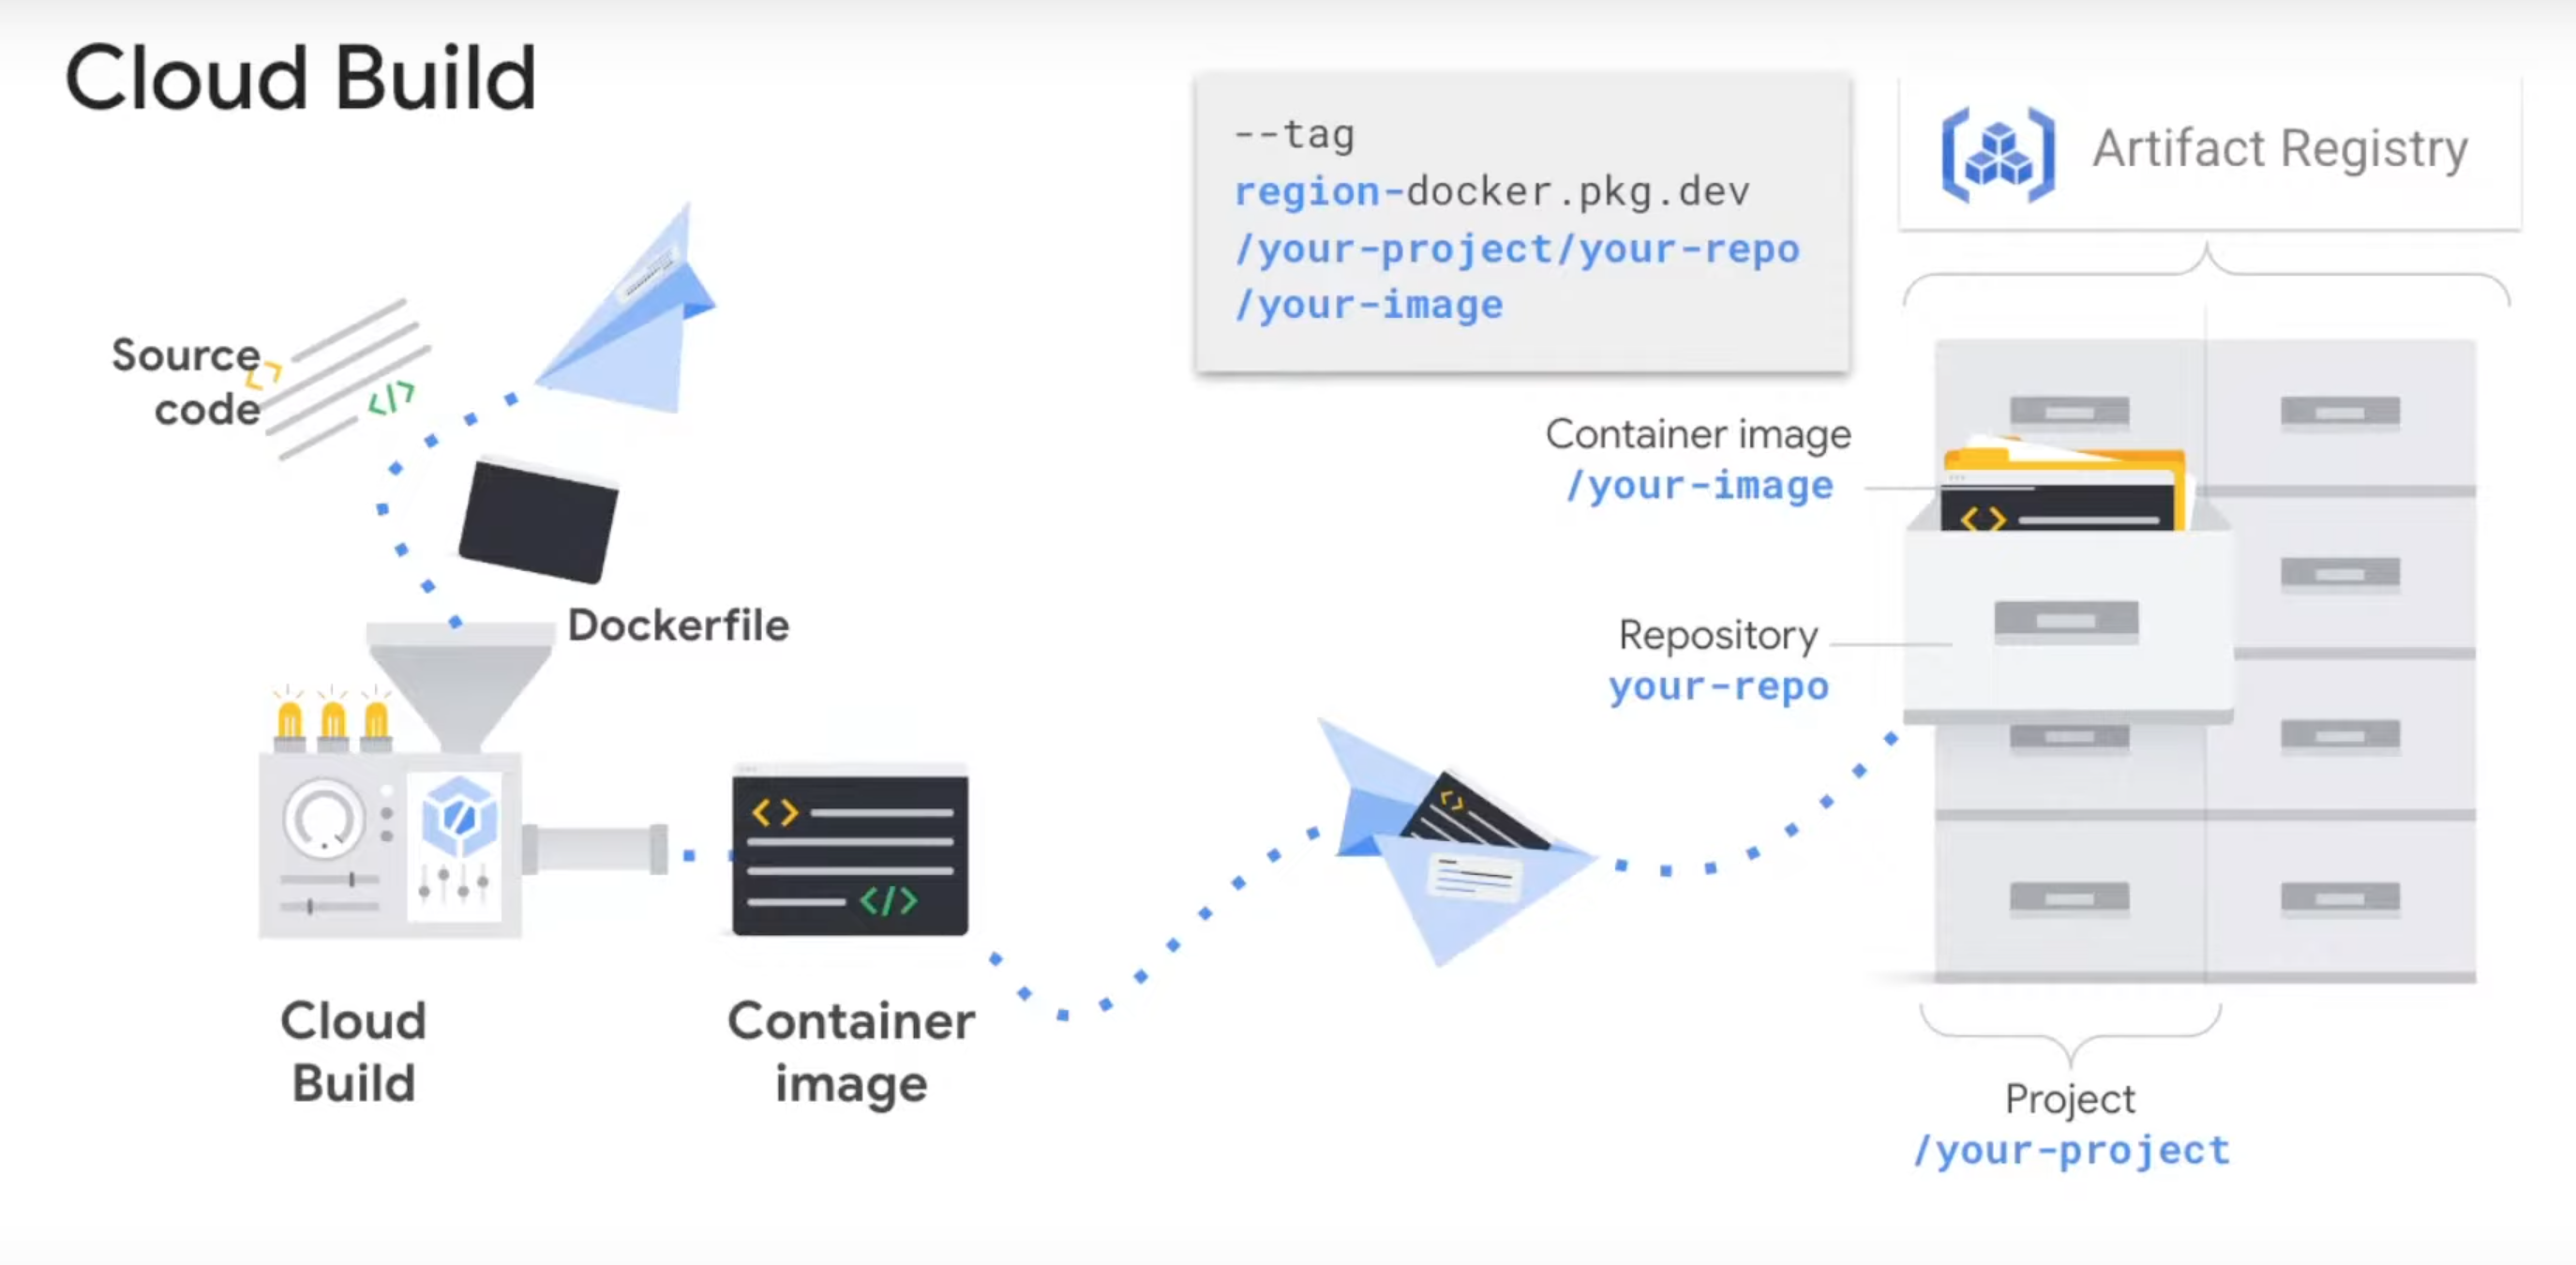 Cloud Build
--tag
region-docker.pkg.dev
/your-project/your-repo
/your-image
Artifact Registry
Source
code
Dockerfile
Container image
/your-image
Repository
your-repo
Cloud
Build
Container
image
Project
/your-project